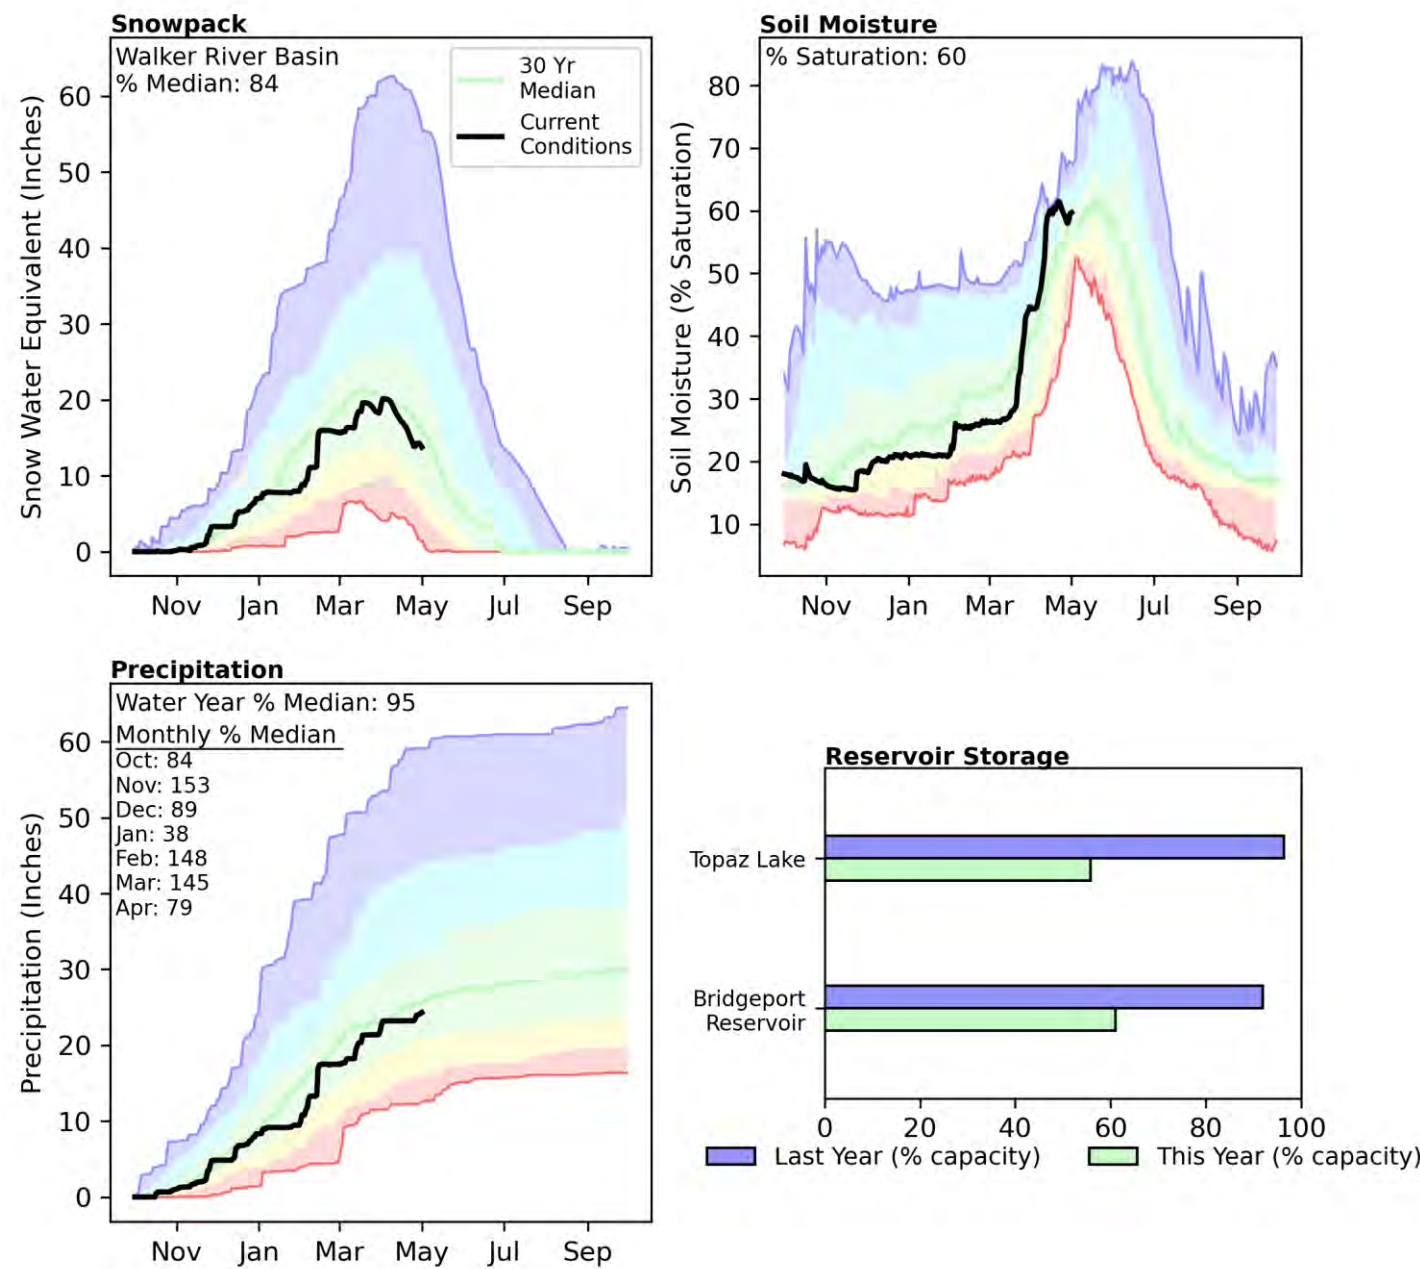 Snowpack
Walker River Basin
% Median: 84
30 Yr
Median
Current
Conditions
Snow Water Equivalent (Inches)
60
50
40
30
20
10
0
Nov Jan Mar May Jul Sep
Soil Moisture
% Saturation: 60
Soil Moisture (% Saturation)
80
70
60
50
40
30
20
10
Nov Jan Mar May Jul Sep
Precipitation
Water Year % Median: 95
Monthly % Median
Oct: 84
Nov: 153
Dec: 89
Jan: 38
Feb: 148
Mar: 145
Apr: 79
Precipitation (Inches)
60
50
40
30
20
10
0
Nov Jan Mar May Jul Sep
Reservoir Storage
Topaz Lake
Bridgeport
Reservoir
0 20 40 60 80 100
Last Year (% capacity) This Year (% capacity)